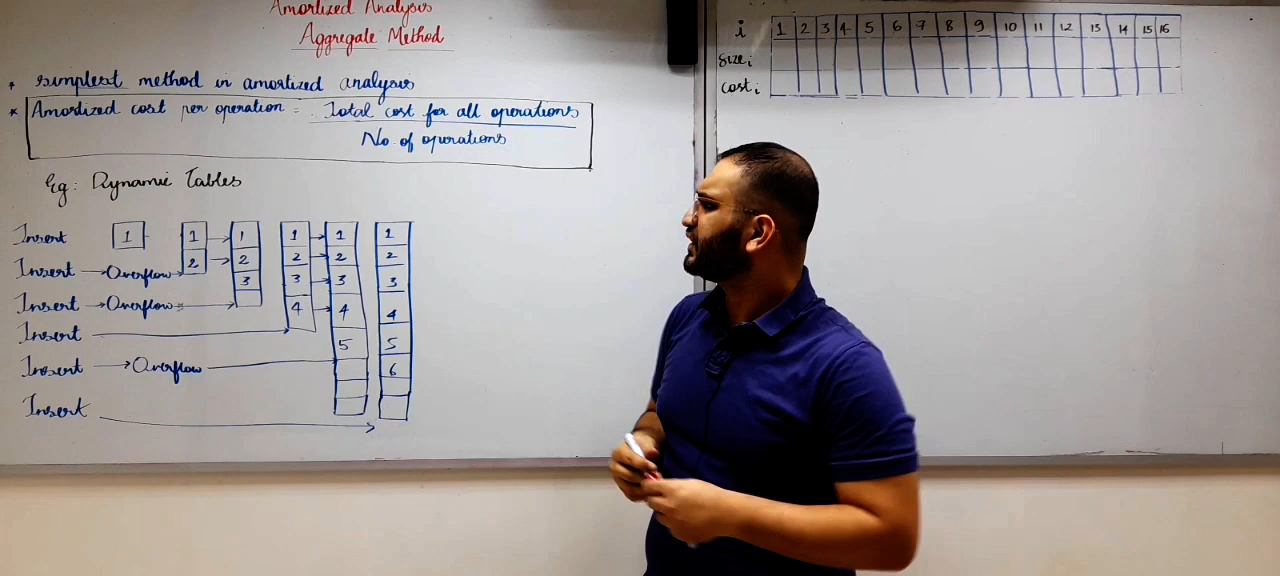 Amortized Analysis
Aggregate Method
* simplest method in amortized analysis
* Amortized cost per operation = Total cost for all operations
No. of operations
Eg: Dynamic Tables
Insert 1 1 1 1 1 1
Insert → Overflow 2 2 2 2 2
Insert → Overflow 3 3 3 3
Insert 4 4 4
Insert → Overflow 5 5
Insert 6
i 1 2 3 4 5 6 7 8 9 10 11 12 13 14 15 16
size i
cost i